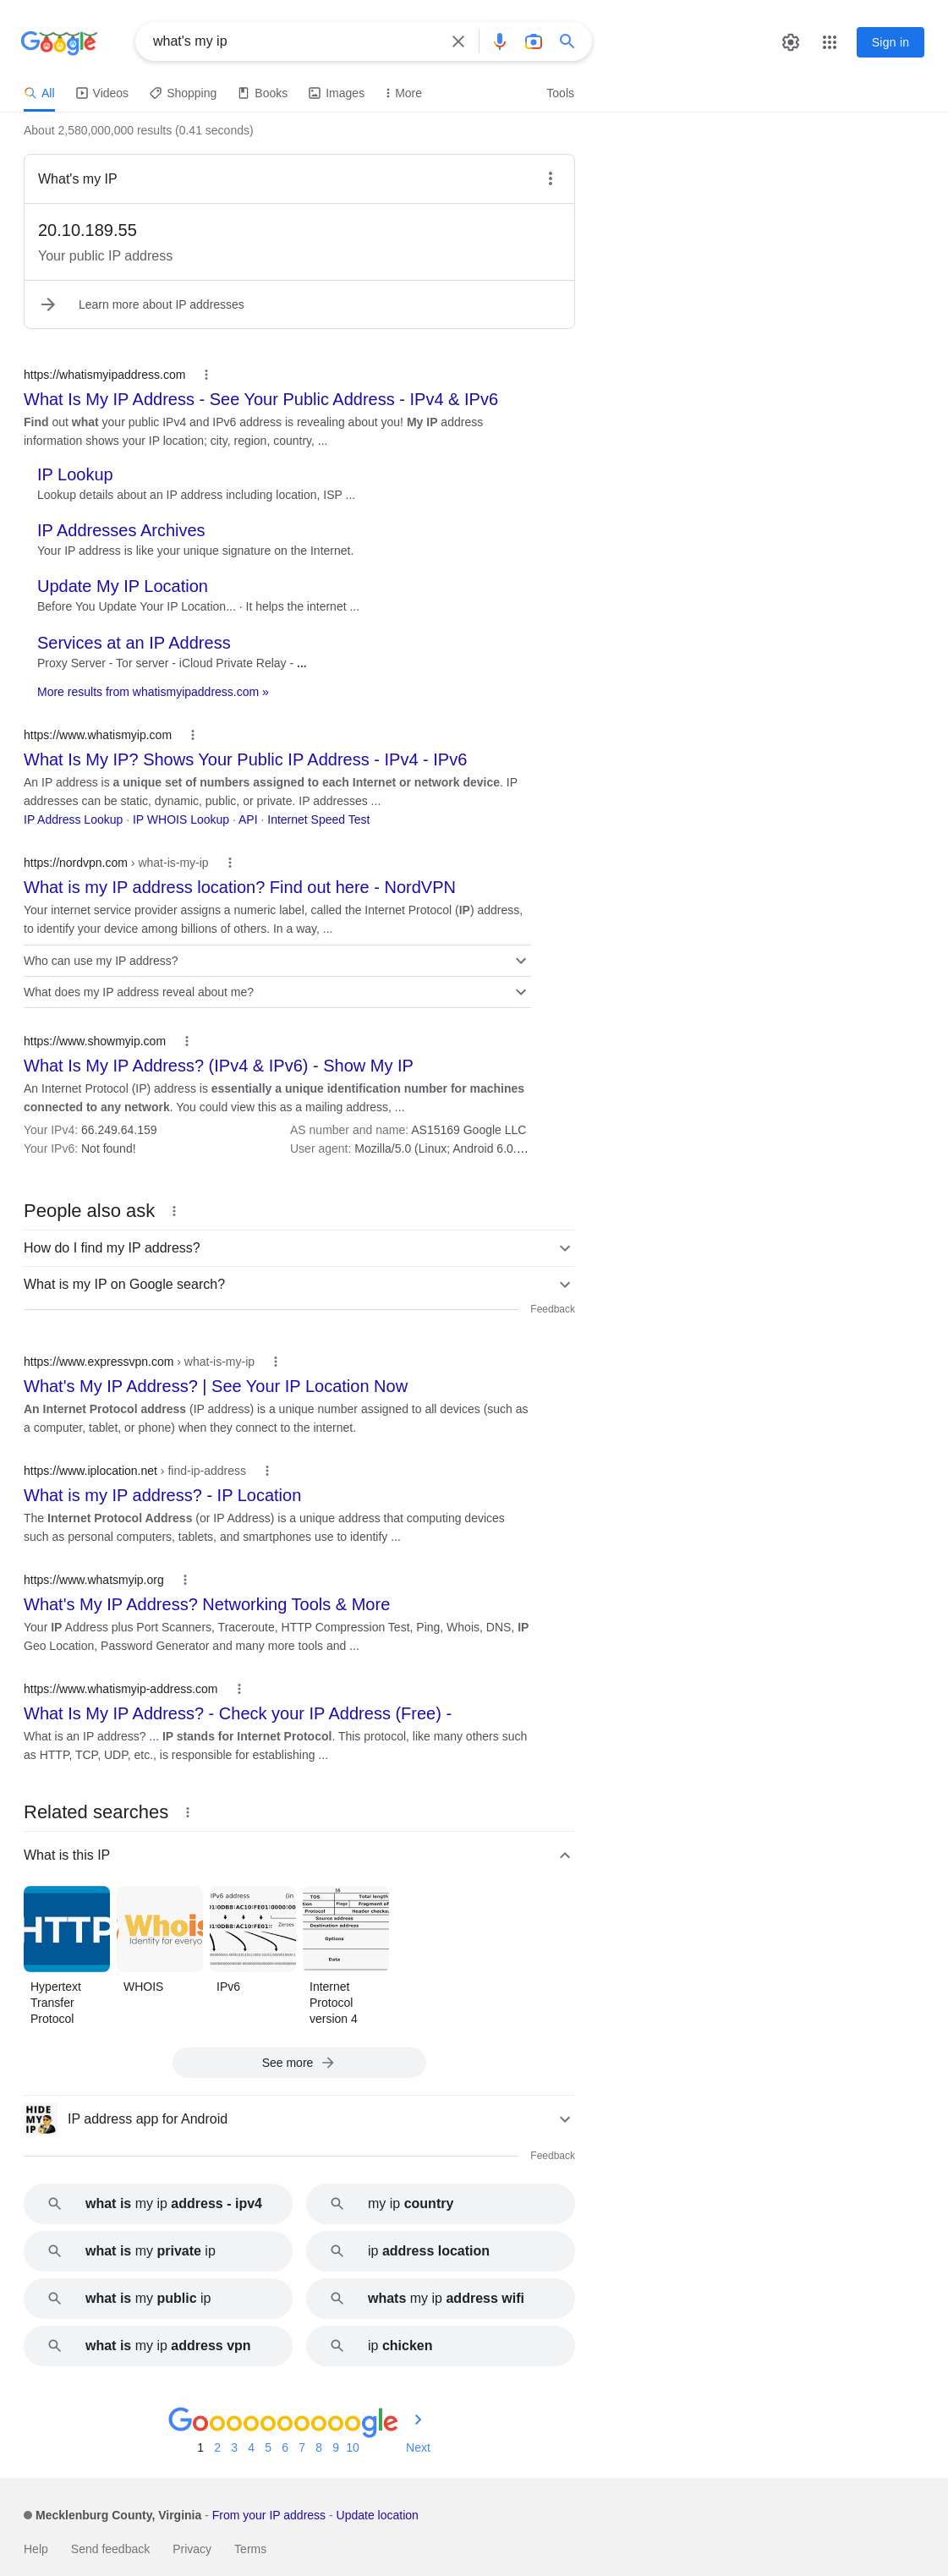 Google
what's my ip
Sign in
All Videos Shopping Books Images More Tools
About 2,580,000,000 results (0.41 seconds)
What's my IP
20.10.189.55
Your public IP address
Learn more about IP addresses
https://whatismyipaddress.com
What Is My IP Address - See Your Public Address - IPv4 & IPv6
Find out what your public IPv4 and IPv6 address is revealing about you! My IP address
information shows your IP location; city, region, country, ...
IP Lookup
Lookup details about an IP address including location, ISP ...
IP Addresses Archives
Your IP address is like your unique signature on the Internet.
Update My IP Location
Before You Update Your IP Location... · It helps the internet ...
Services at an IP Address
Proxy Server - Tor server - iCloud Private Relay - ...
More results from whatismyipaddress.com »
https://www.whatismyip.com
What Is My IP? Shows Your Public IP Address - IPv4 - IPv6
An IP address is a unique set of numbers assigned to each Internet or network device. IP
addresses can be static, dynamic, public, or private. IP addresses ...
IP Address Lookup · IP WHOIS Lookup · API · Internet Speed Test
https://nordvpn.com › what-is-my-ip
What is my IP address location? Find out here - NordVPN
Your internet service provider assigns a numeric label, called the Internet Protocol (IP) address,
to identify your device among billions of others. In a way, ...
Who can use my IP address?
What does my IP address reveal about me?
https://www.showmyip.com
What Is My IP Address? (IPv4 & IPv6) - Show My IP
An Internet Protocol (IP) address is essentially a unique identification number for machines
connected to any network. You could view this as a mailing address, ...
Your IPv4: 66.249.64.159 AS number and name: AS15169 Google LLC
Your IPv6: Not found! User agent: Mozilla/5.0 (Linux; Android 6.0....
People also ask
How do I find my IP address?
What is my IP on Google search?
Feedback
https://www.expressvpn.com › what-is-my-ip
What's My IP Address? | See Your IP Location Now
An Internet Protocol address (IP address) is a unique number assigned to all devices (such as
a computer, tablet, or phone) when they connect to the internet.
https://www.iplocation.net › find-ip-address
What is my IP address? - IP Location
The Internet Protocol Address (or IP Address) is a unique address that computing devices
such as personal computers, tablets, and smartphones use to identify ...
https://www.whatsmyip.org
What's My IP Address? Networking Tools & More
Your IP Address plus Port Scanners, Traceroute, HTTP Compression Test, Ping, Whois, DNS, IP
Geo Location, Password Generator and many more tools and ...
https://www.whatismyip-address.com
What Is My IP Address? - Check your IP Address (Free) -
What is an IP address? ... IP stands for Internet Protocol. This protocol, like many others such
as HTTP, TCP, UDP, etc., is responsible for establishing ...
Related searches
What is this IP
HTTP
Whois
Identity for everyo
IPv6 address (in
Zeroes
TOS Total length
Flags Fragment of
Protocol Header checksu
Source address
Destination address
Options
Data
Hypertext
Transfer
Protocol
WHOIS
IPv6
Internet
Protocol
version 4
See more
HIDE
MY
IP
IP address app for Android
Feedback
what is my ip address - ipv4
my ip country
what is my private ip
ip address location
what is my public ip
whats my ip address wifi
what is my ip address vpn
ip chicken
Goooooooooogle
1 2 3 4 5 6 7 8 9 10 Next
Mecklenburg County, Virginia - From your IP address - Update location
Help Send feedback Privacy Terms